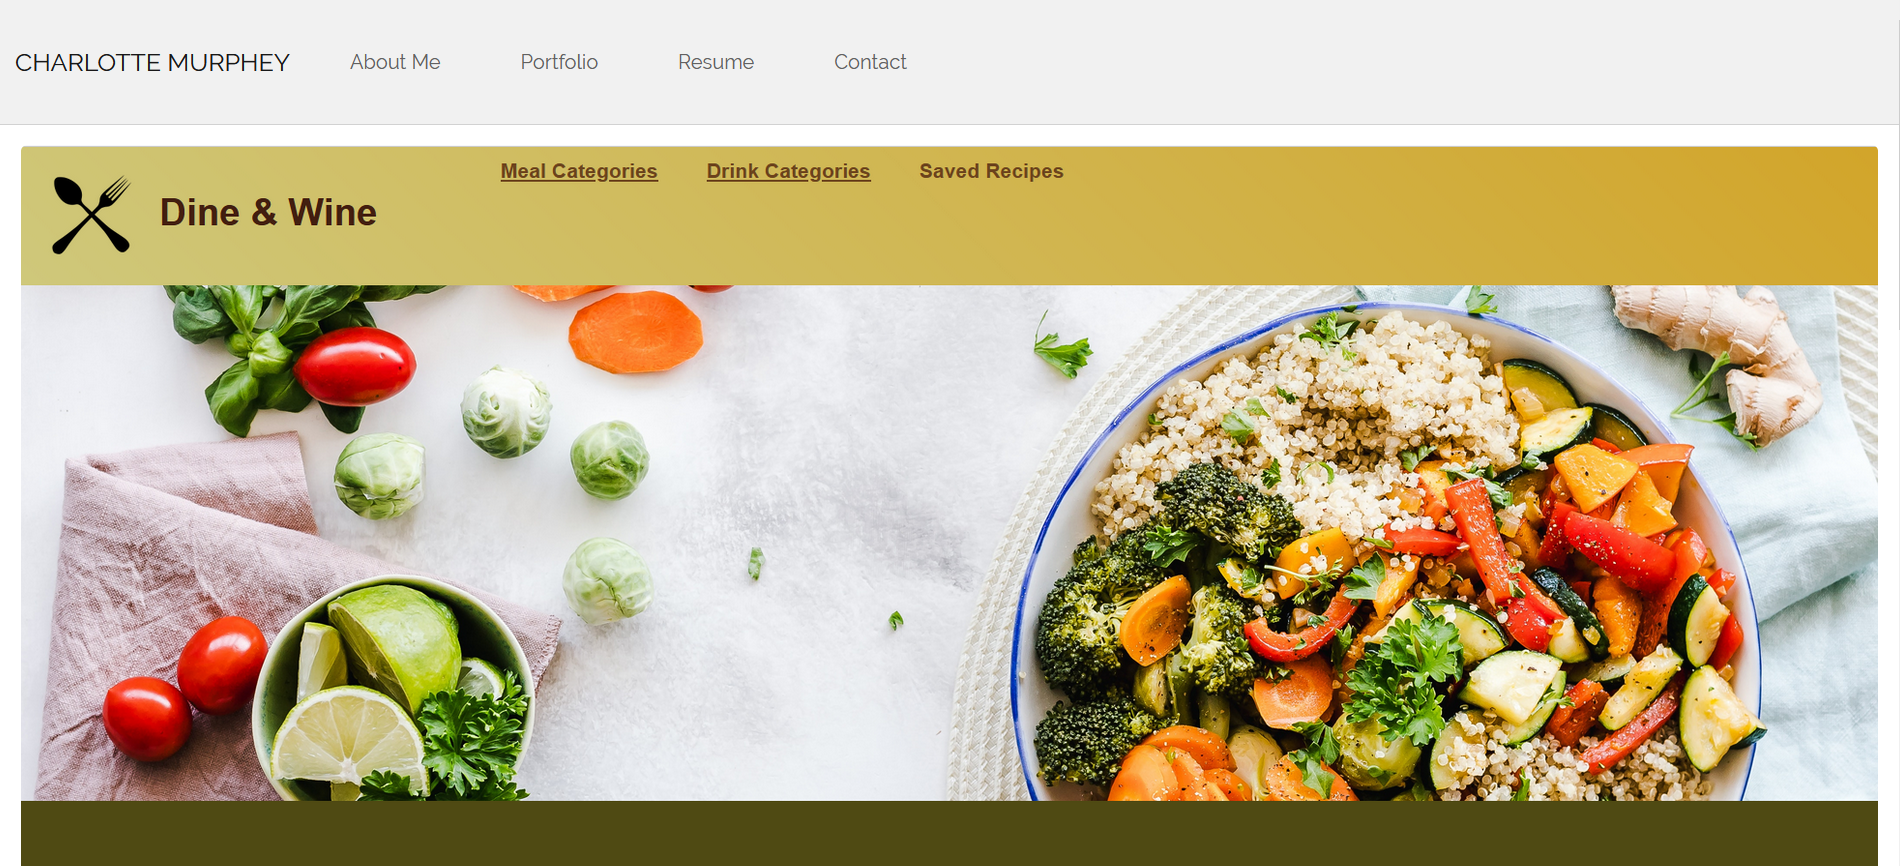 CHARLOTTE MURPHEY About Me Portfolio Resume Contact
Meal Categories Drink Categories Saved Recipes
Dine & Wine